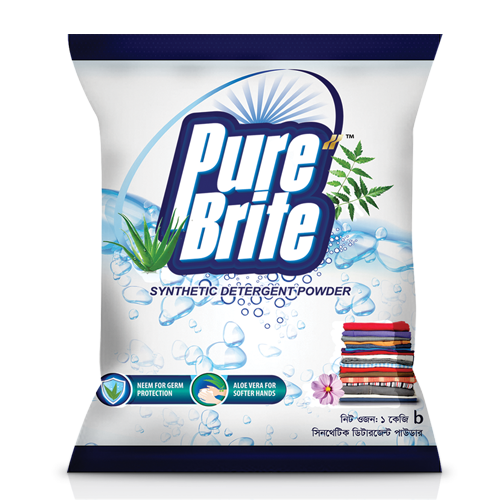 Pure ™
Brite
SYNTHETIC DETERGENT POWDER
NEEM FOR GERM
PROTECTION
ALOE VERA FOR
SOFTER HANDS
নিট ওজন: ১ কেজি b
সিনথেটিক ডিটারজেন্ট পাউডার